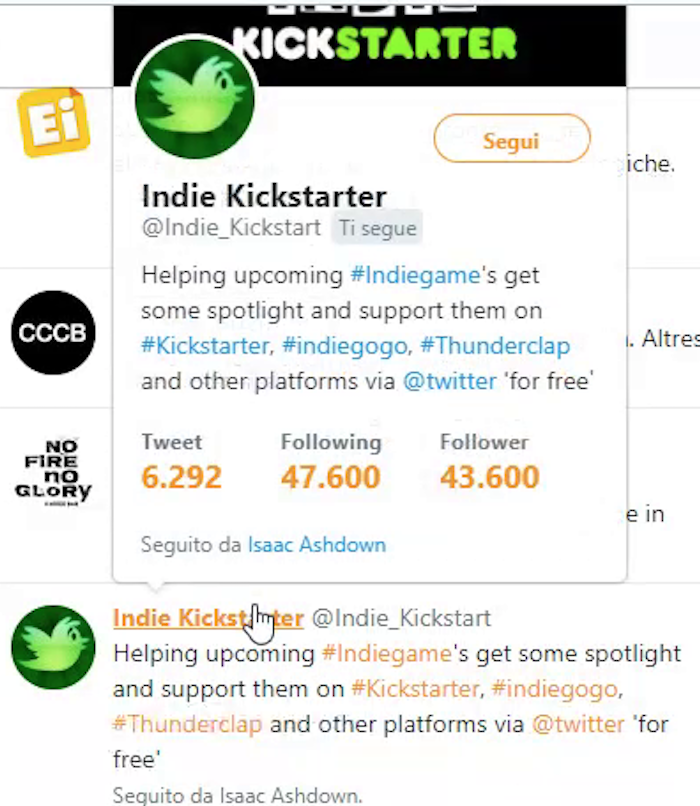 KICKSTARTER
Ei
Segui
iche.
Indie Kickstarter
@Indie_Kickstart Ti segue
Helping upcoming #Indiegame's get
some spotlight and support them on
CCCB
. Altres
#Kickstarter, #indiegogo, #Thunderclap
and other platforms via @twitter 'for free'
NO
FIRE
NO
GLORY
Tweet Following Follower
6.292 47.600 43.600
e in
Seguito da Isaac Ashdown
Indie Kickstarter @Indie_Kickstart
Helping upcoming #Indiegame's get some spotlight
and support them on #Kickstarter, #indiegogo,
#Thunderclap and other platforms via @twitter 'for
free'
Seguito da Isaac Ashdown.